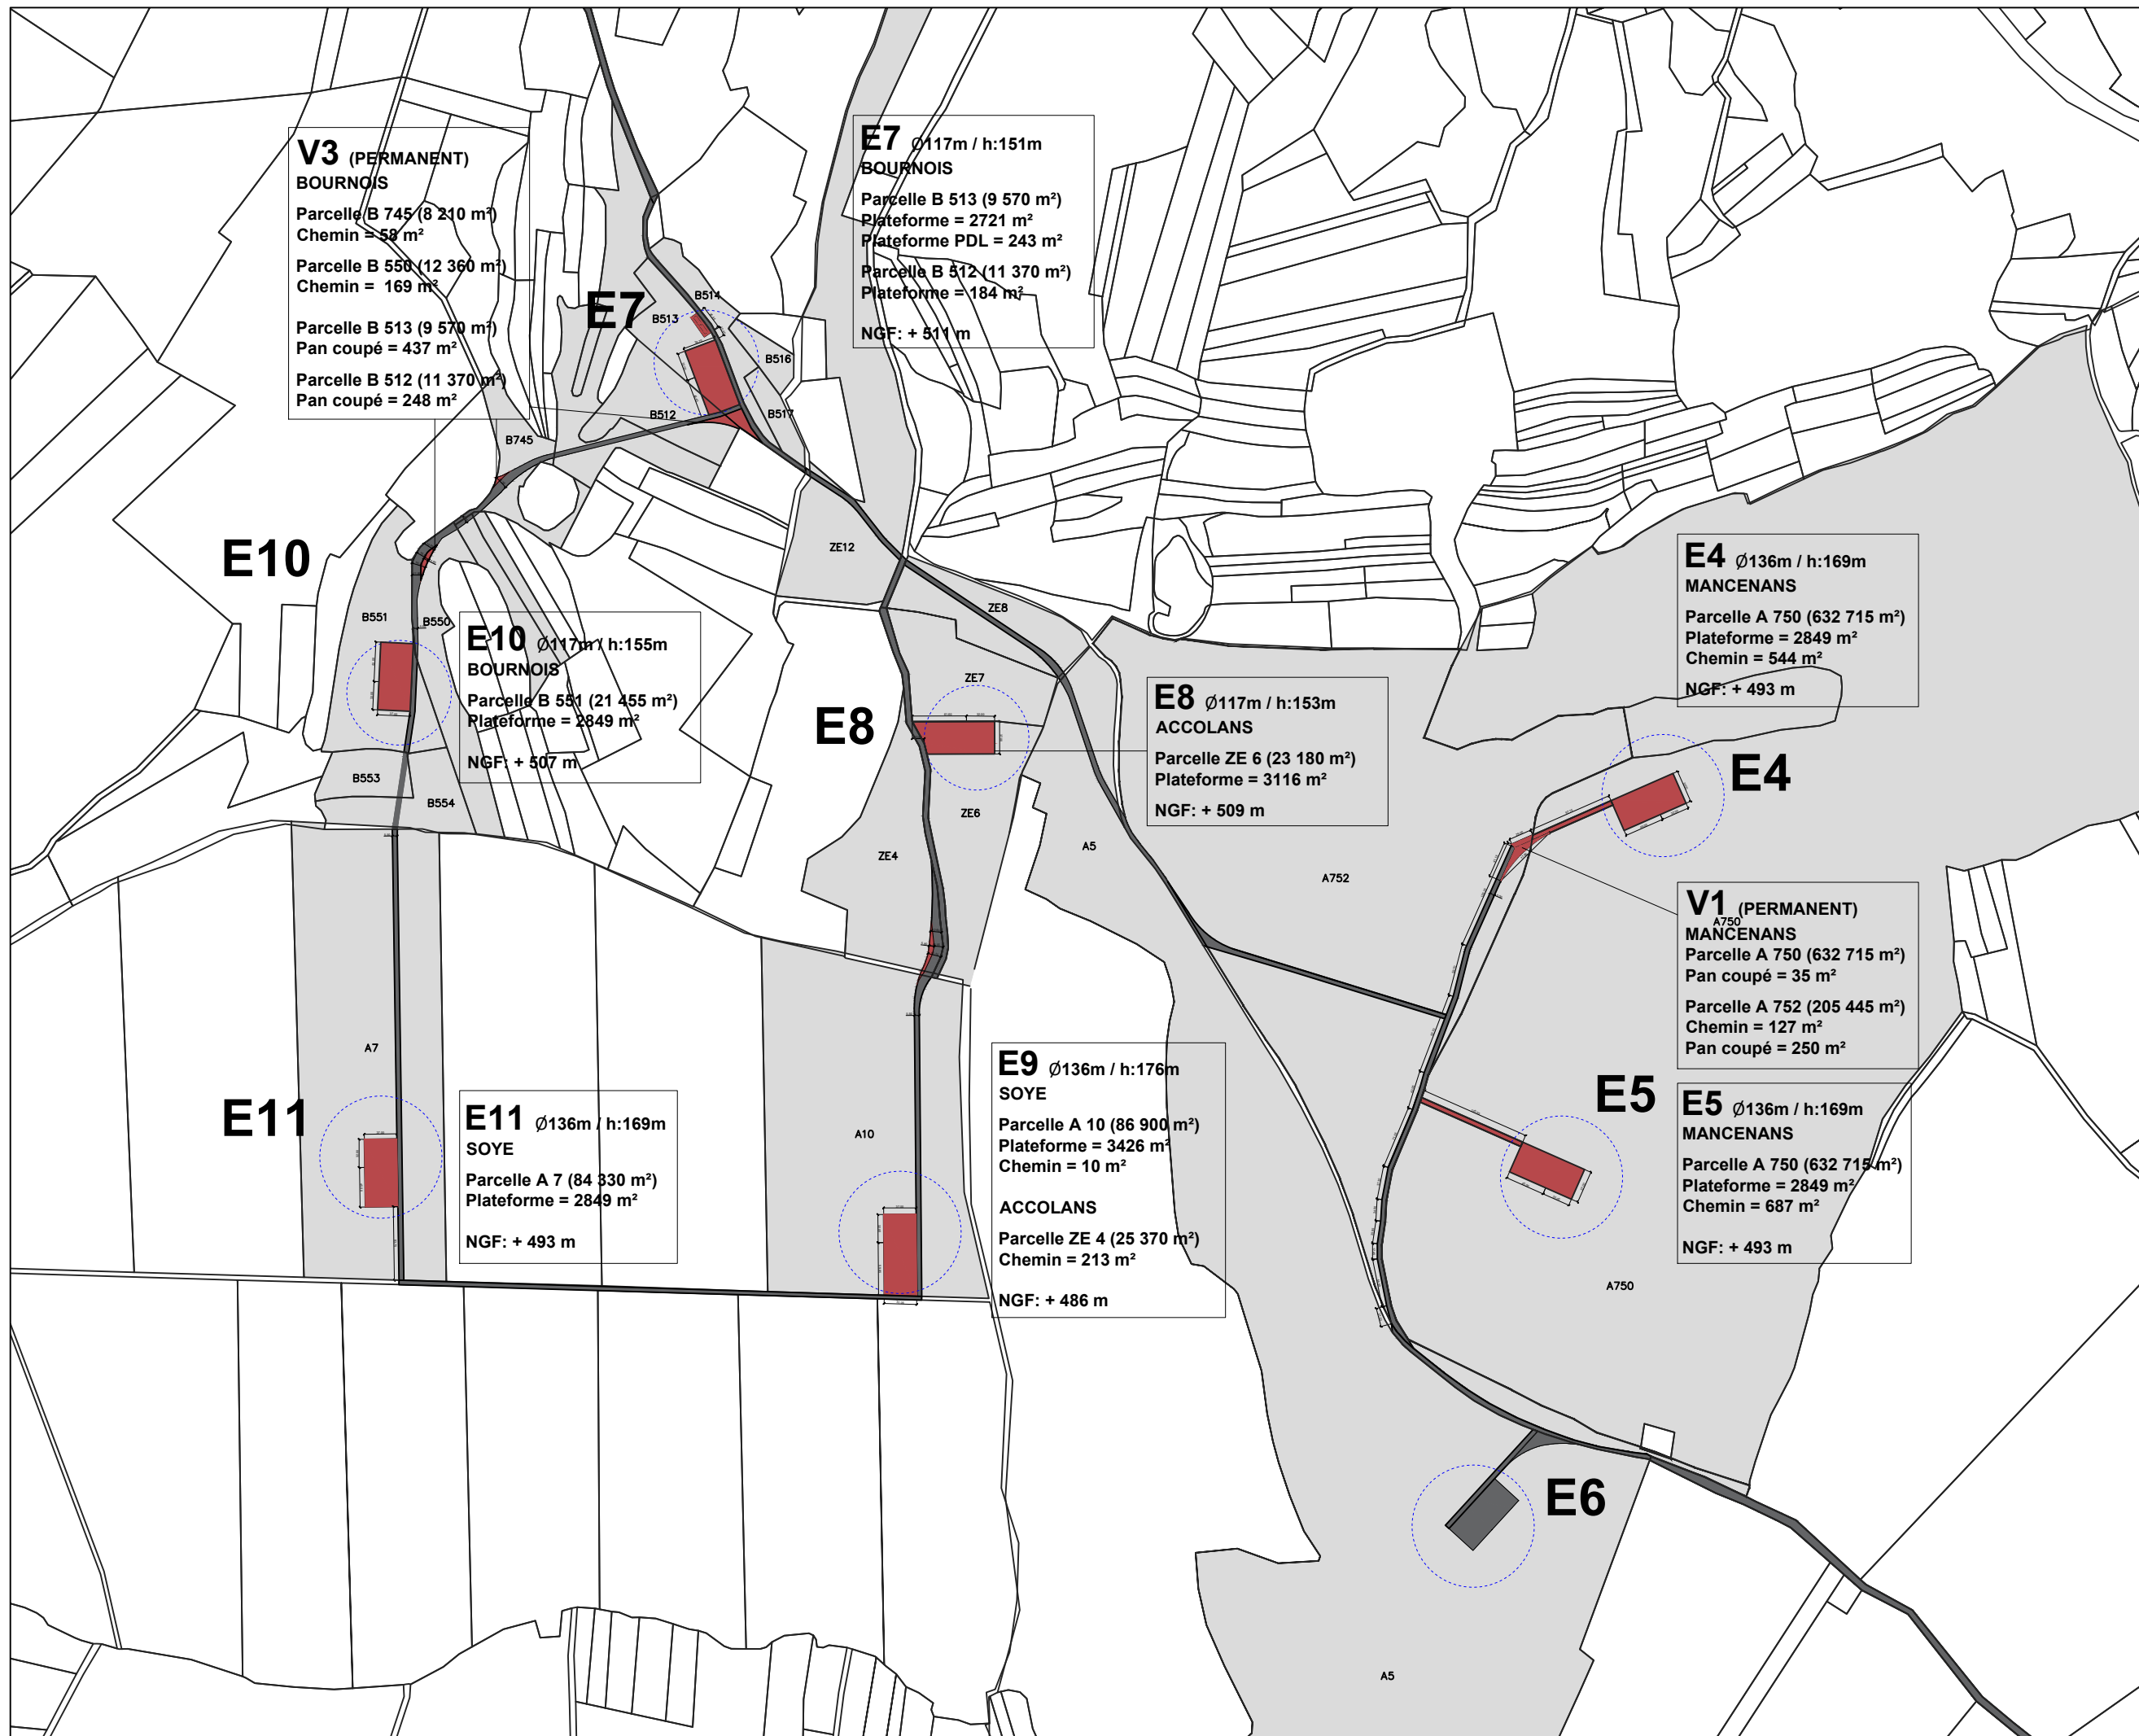 V3 (PERMANENT)
BOURNOIS
Parcelle B 745 (8 210 m²)
Chemin = 58 m²
Parcelle B 550 (12 360 m²)
Chemin = 169 m²
Parcelle B 513 (9 570 m²)
Pan coupé = 437 m²
Parcelle B 512 (11 370 m²)
Pan coupé = 248 m²
E7 Ø117m / h:151m
BOURNOIS
Parcelle B 513 (9 570 m²)
Plateforme = 2721 m²
Plateforme PDL = 243 m²
Parcelle B 512 (11 370 m²)
Plateforme = 184 m²
NGF: + 511 m
E7
B514
B513
B516
B512
B517
B745
E10
ZE12
ZE8
B551
B550
E10 Ø117m / h:155m
BOURNOIS
Parcelle B 551 (21 455 m²)
Plateforme = 2849 m²
NGF: + 507 m
B553
B554
E4 Ø136m / h:169m
MANCENANS
Parcelle A 750 (632 715 m²)
Plateforme = 2849 m²
Chemin = 544 m²
NGF: + 493 m
ZE7
E8
E8 Ø117m / h:153m
ACCOLANS
Parcelle ZE 6 (23 180 m²)
Plateforme = 3116 m²
NGF: + 509 m
E4
ZE6
ZE4
A5
A752
V1 (PERMANENT)
A750
MANCENANS
Parcelle A 750 (632 715 m²)
Pan coupé = 35 m²
Parcelle A 752 (205 445 m²)
Chemin = 127 m²
Pan coupé = 250 m²
A7
E11
E11 Ø136m / h:169m
SOYE
Parcelle A 7 (84 330 m²)
Plateforme = 2849 m²
NGF: + 493 m
A10
E9 Ø136m / h:176m
SOYE
Parcelle A 10 (86 900 m²)
Plateforme = 3426 m²
Chemin = 10 m²
ACCOLANS
Parcelle ZE 4 (25 370 m²)
Chemin = 213 m²
NGF: + 486 m
E5
E5 Ø136m / h:169m
MANCENANS
Parcelle A 750 (632 715 m²)
Plateforme = 2849 m²
Chemin = 687 m²
NGF: + 493 m
A750
E6
A5